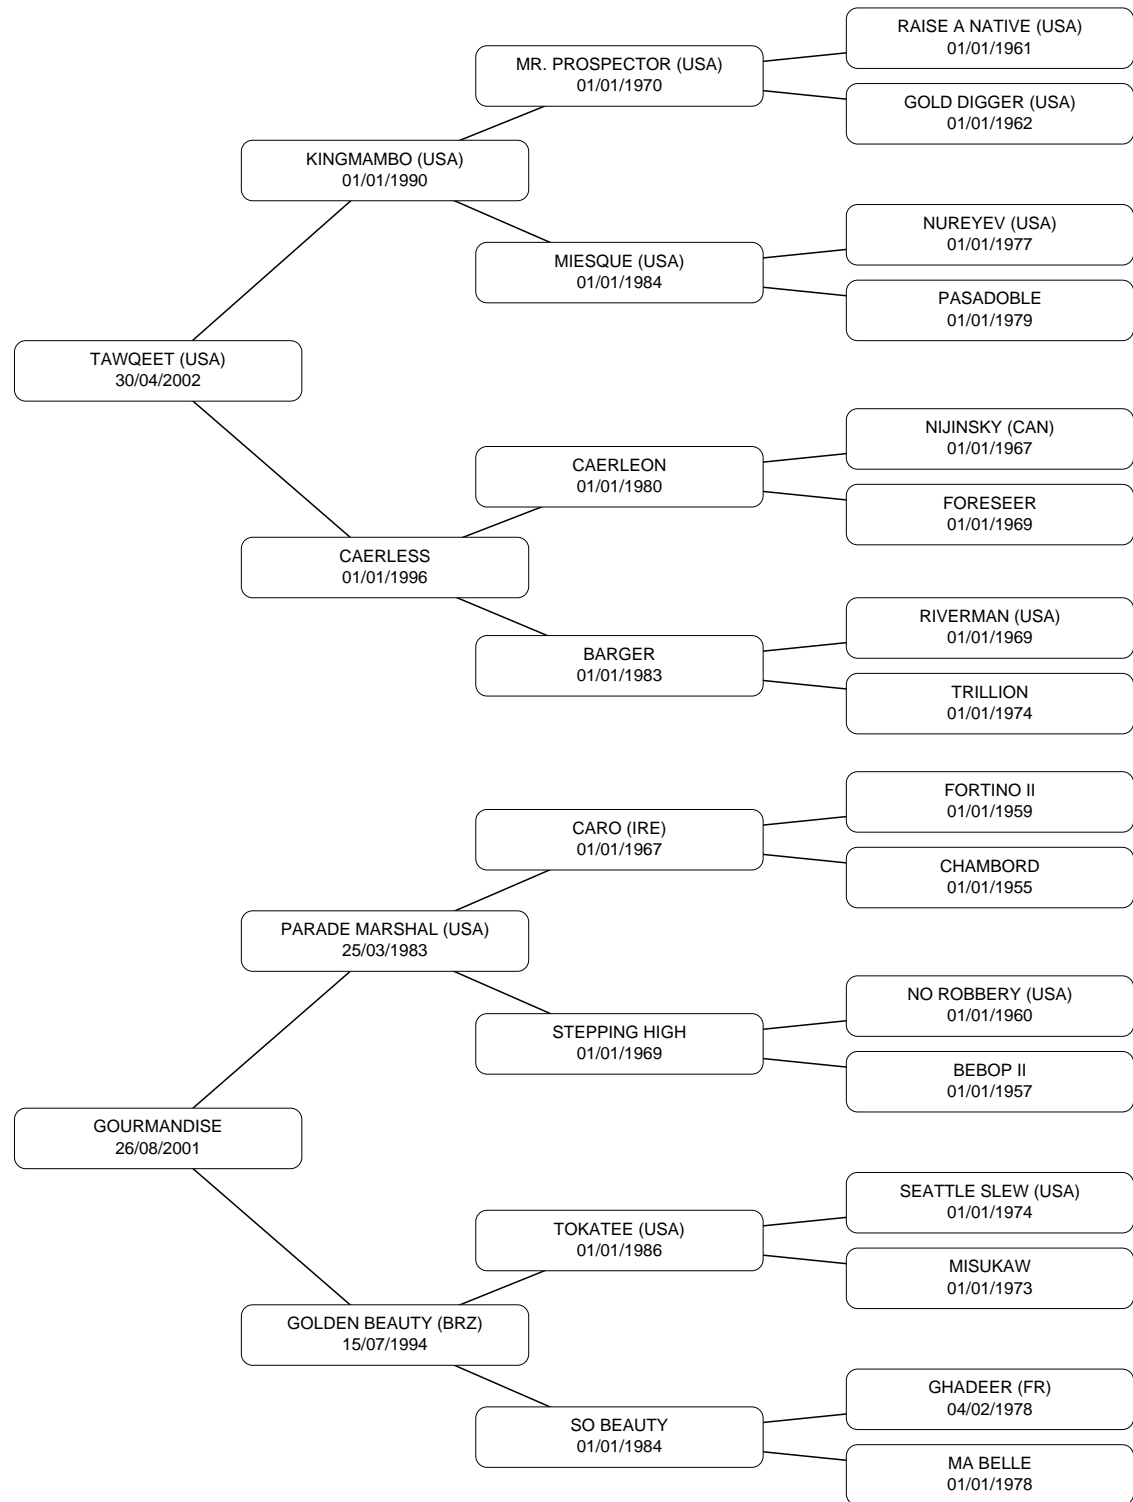 RAISE A NATIVE (USA)
01/01/1961
MR. PROSPECTOR (USA)
01/01/1970
GOLD DIGGER (USA)
01/01/1962
KINGMAMBO (USA)
01/01/1990
NUREYEV (USA)
01/01/1977
MIESQUE (USA)
01/01/1984
PASADOBLE
01/01/1979
TAWQEET (USA)
30/04/2002
NIJINSKY (CAN)
01/01/1967
CAERLEON
01/01/1980
FORESEER
01/01/1969
CAERLESS
01/01/1996
RIVERMAN (USA)
01/01/1969
BARGER
01/01/1983
TRILLION
01/01/1974
FORTINO II
01/01/1959
CARO (IRE)
01/01/1967
CHAMBORD
01/01/1955
PARADE MARSHAL (USA)
25/03/1983
NO ROBBERY (USA)
01/01/1960
STEPPING HIGH
01/01/1969
BEBOP II
01/01/1957
GOURMANDISE
26/08/2001
SEATTLE SLEW (USA)
01/01/1974
TOKATEE (USA)
01/01/1986
MISUKAW
01/01/1973
GOLDEN BEAUTY (BRZ)
15/07/1994
GHADEER (FR)
04/02/1978
SO BEAUTY
01/01/1984
MA BELLE
01/01/1978